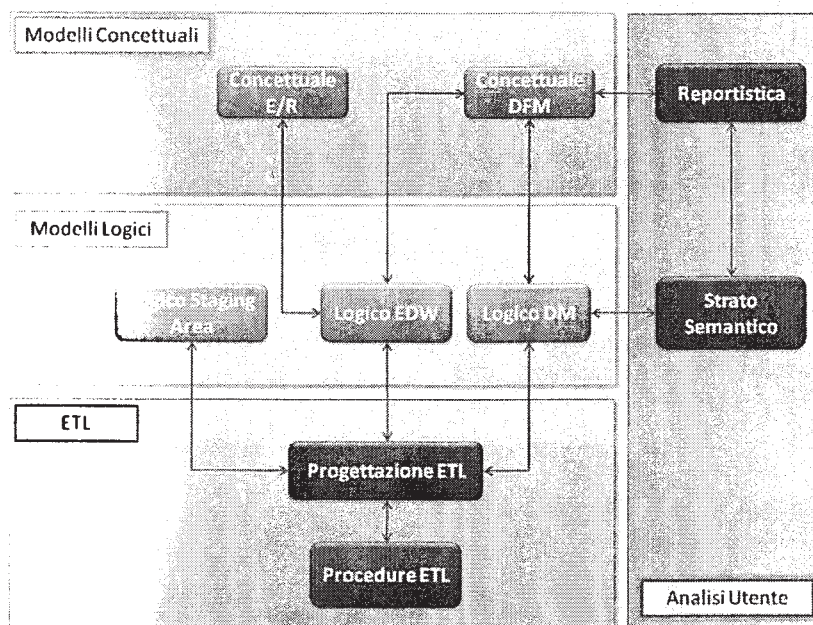 Modelli Concettuali
Concettuale
E/R
Concettuale
DFM
Reportistica
Modelli Logici
Staging
Area
Logico EDW
Logico DM
Strato
Semantico
ETL
Progettazione ETL
Procedure ETL
Analisi Utente